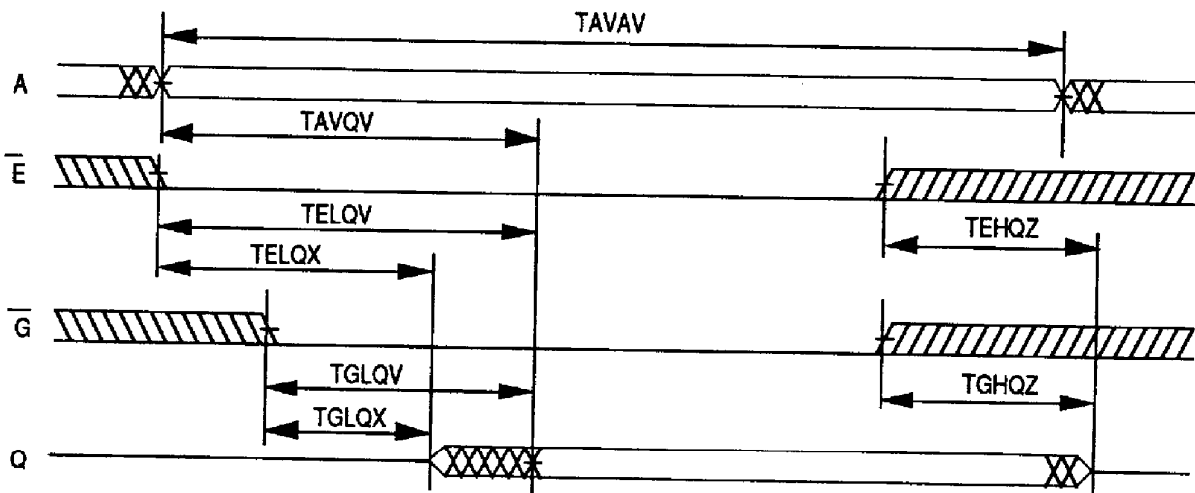 TAVAV
A
TAVQV
E̅
TELQV
TEHQZ
TELQX
G̅
TGLQV
TGHQZ
TGLQX
Q